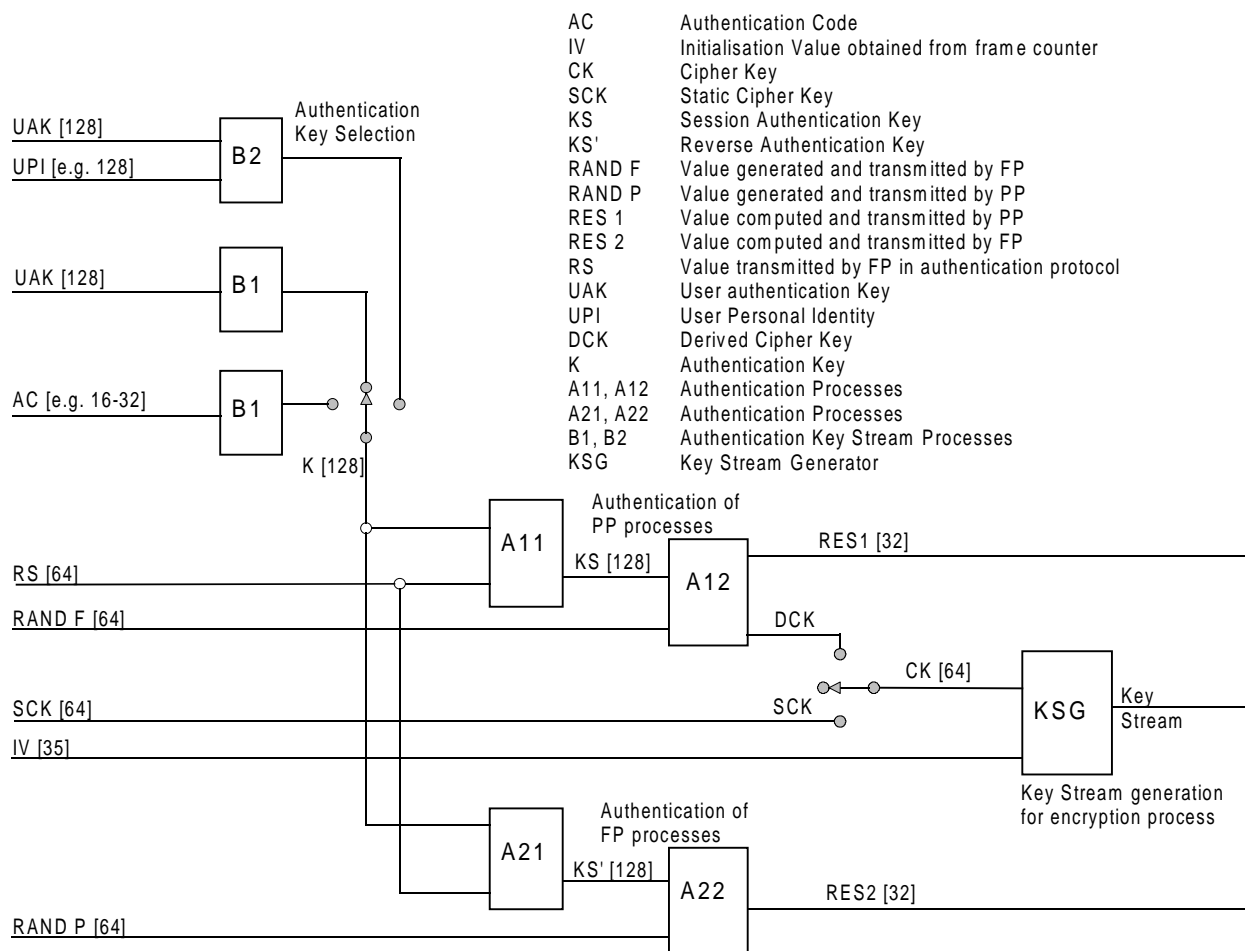 AC Authentication Code
IV Initialisation Value obtained from frame counter
CK Cipher Key
SCK Static Cipher Key
KS Session Authentication Key
KS' Reverse Authentication Key
RAND F Value generated and transmitted by FP
RAND P Value generated and transmitted by PP
RES 1 Value computed and transmitted by PP
RES 2 Value computed and transmitted by FP
RS Value transmitted by FP in authentication protocol
UAK User authentication Key
UPI User Personal Identity
DCK Derived Cipher Key
K Authentication Key
A11, A12 Authentication Processes
A21, A22 Authentication Processes
B1, B2 Authentication Key Stream Processes
KSG Key Stream Generator
Authentication
Key Selection
UAK [128]
UPI [e.g. 128]
B2
UAK [128]
B1
AC [e.g. 16-32]
B1
K [128]
Authentication of
PP processes
A11
KS [128]
A12
RES1 [32]
RS [64]
RAND F [64]
DCK
CK [64]
SCK [64]
SCK
KSG
Key
Stream
IV [35]
Key Stream generation
for encryption process
Authentication of
FP processes
A21
KS' [128]
A22
RES2 [32]
RAND P [64]